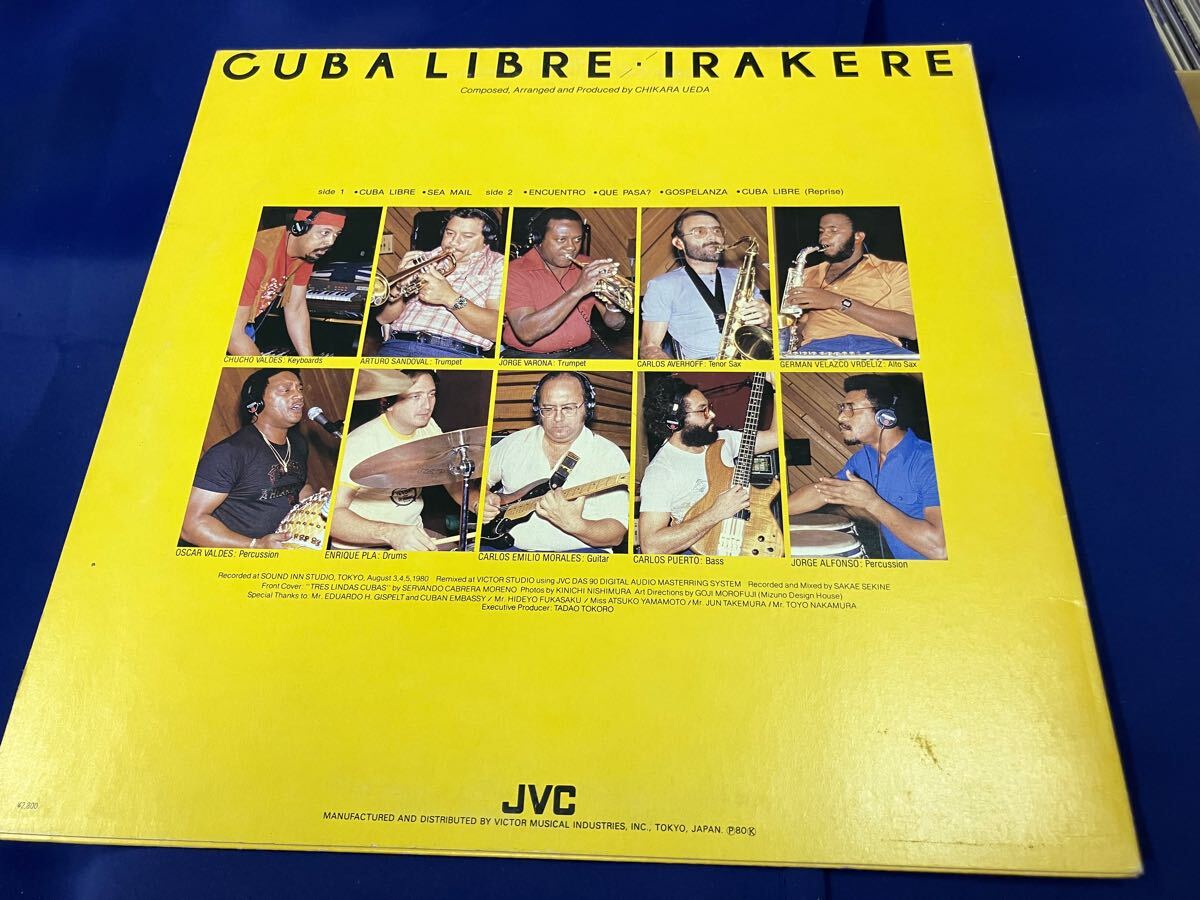 CUBA LIBRE · IRAKERE
Composed, Arranged and Produced by CHIKARA UEDA
side 1 •CUBA LIBRE •SEA MAIL side 2 •ENCUENTRO •QUE PASA? •GOSPELANZA •CUBA LIBRE (Reprise)
CHUCHO VALDES: Keyboards
ARTURO SANDOVAL: Trumpet
JORGE VARONA: Trumpet
CARLOS AVERHOFF: Tenor Sax
GERMAN VELAZCO VRDELIZ: Alto Sax
OSCAR VALDES: Percussion
ENRIQUE PLA: Drums
CARLOS EMILIO MORALES: Guitar
CARLOS PUERTO: Bass
JORGE ALFONSO: Percussion
Recorded at SOUND INN STUDIO, TOKYO, August 3,4,5, 1980 Remixed at VICTOR STUDIO using JVC DAS 90 DIGITAL AUDIO MASTERRING SYSTEM Recorded and Mixed by SAKAE SEKINE
Front Cover: "TRES LINDAS CUBAS" by SERVANDO CABRERA MORENO Photos by KINICHI NISHIMURA Art Directions by GOJI MOROFUJI (Mizuno Design House)
Special Thanks to: Mr. EDUARDO H. GISPELT and CUBAN EMBASSY / Mr. HIDEYO FUKASAKU / Miss ATSUKO YAMAMOTO / Mr. JUN TAKEMURA / Mr. TOYO NAKAMURA
Executive Producer: TADAO TOKORO
JVC
¥2,800
MANUFACTURED AND DISTRIBUTED BY VICTOR MUSICAL INDUSTRIES, INC., TOKYO, JAPAN. Ⓟ80Ⓚ